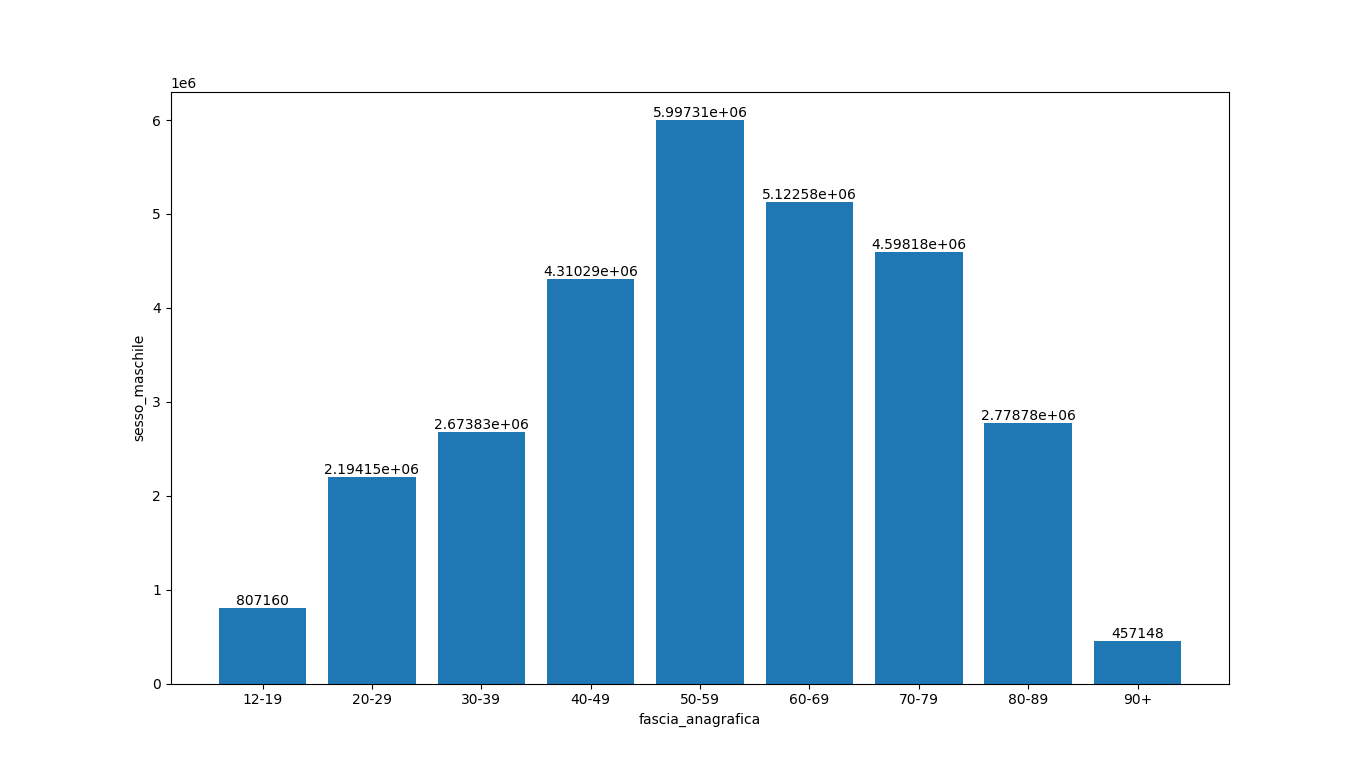 1e6
6
5
4
3
2
1
0
sesso_maschile
807160
2.19415e+06
2.67383e+06
4.31029e+06
5.99731e+06
5.12258e+06
4.59818e+06
2.77878e+06
457148
12-19 20-29 30-39 40-49 50-59 60-69 70-79 80-89 90+
fascia_anagrafica